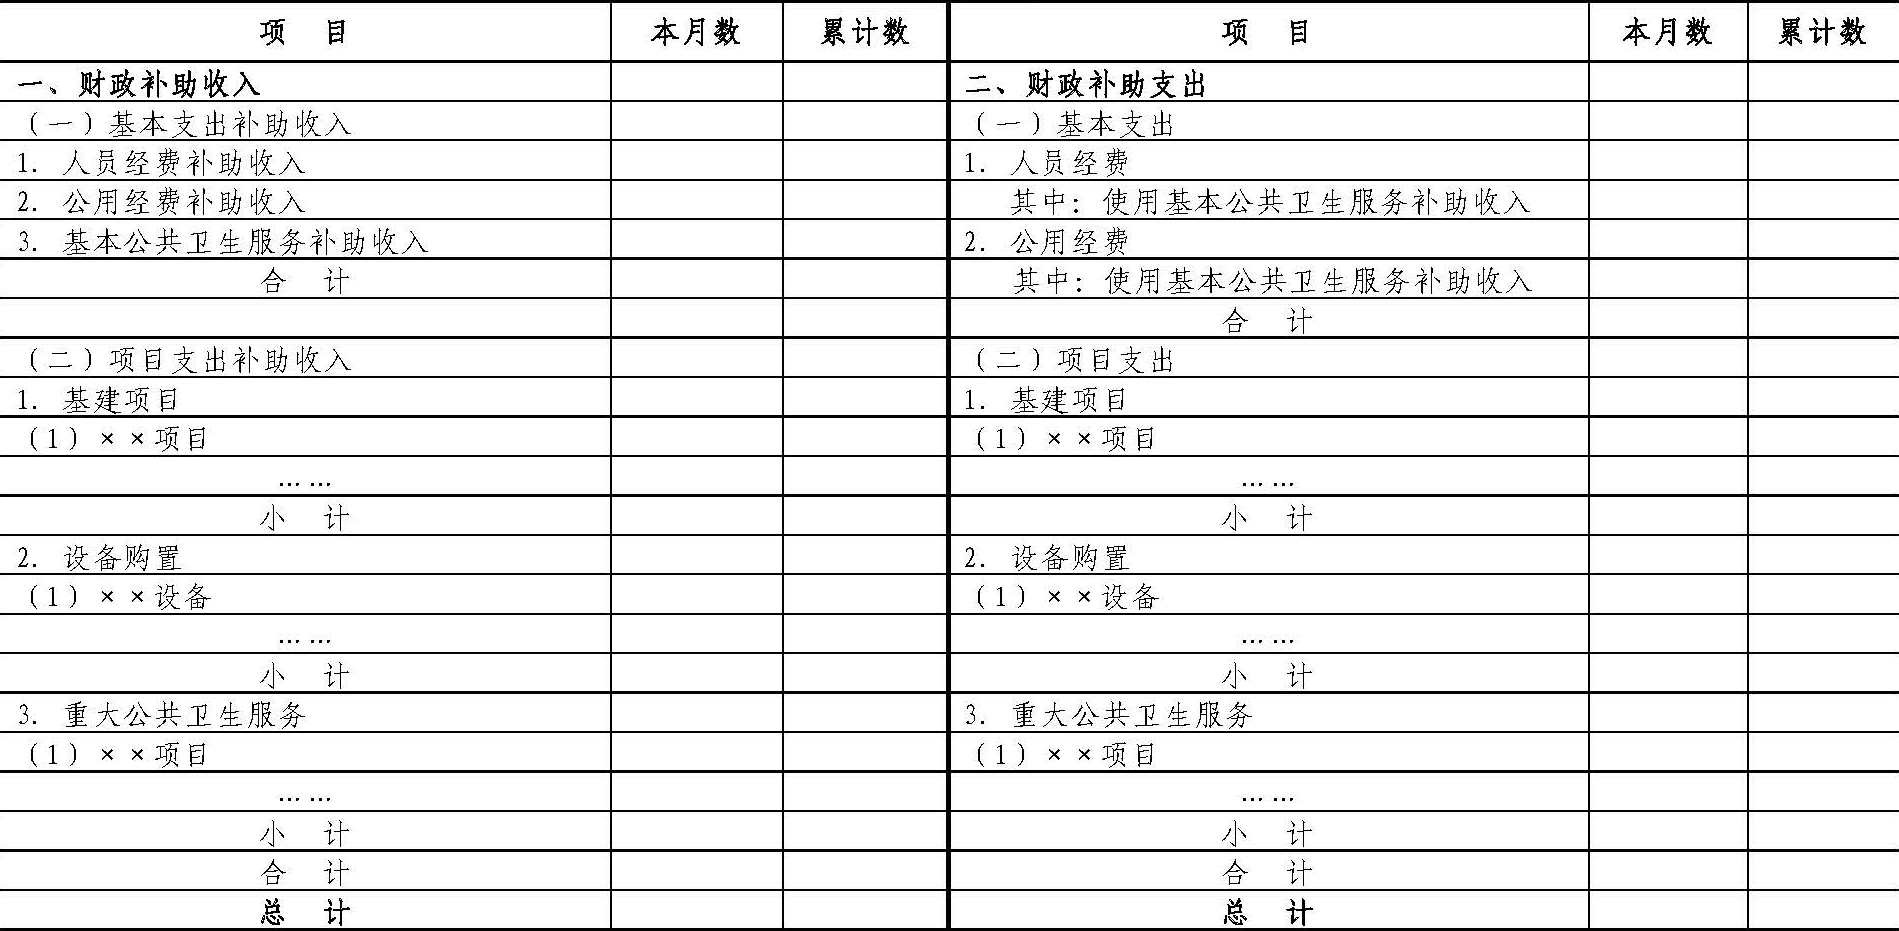 项 目 本月数 累计数 项 目 本月数 累计数
一、财政补助收入 二、财政补助支出
（一）基本支出补助收入 （一）基本支出
1. 人员经费补助收入 1. 人员经费
2. 公用经费补助收入 其中：使用基本公共卫生服务补助收入
3. 基本公共卫生服务补助收入 2. 公用经费
合 计 其中：使用基本公共卫生服务补助收入
合 计
（二）项目支出补助收入 （二）项目支出
1. 基建项目 1. 基建项目
（1）××项目 （1）××项目
…… ……
小 计 小 计
2. 设备购置 2. 设备购置
（1）××设备 （1）××设备
…… ……
小 计 小 计
3. 重大公共卫生服务 3. 重大公共卫生服务
（1）××项目 （1）××项目
…… ……
小 计 小 计
合 计 合 计
总 计 总 计